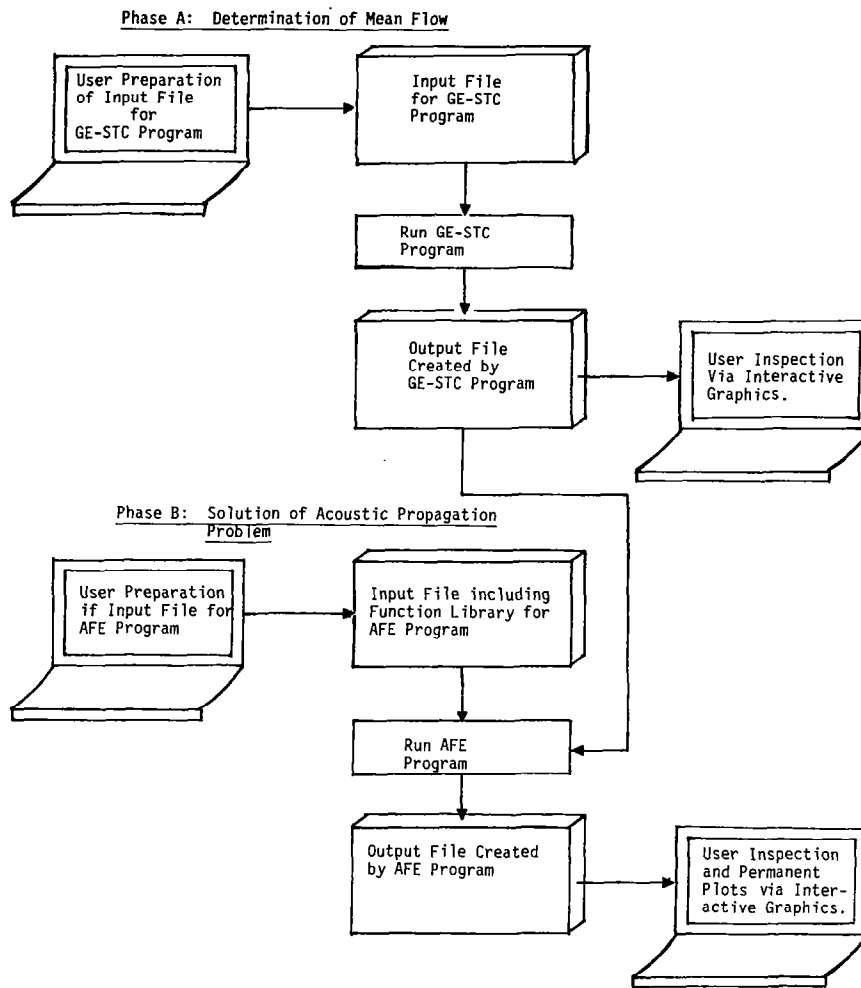 Phase A: Determination of Mean Flow
User Preparation
of Input File
for
GE-STC Program
Input File
for GE-STC
Program
Run GE-STC
Program
Output File
Created by
GE-STC Program
User Inspection
Via Interactive
Graphics.
Phase B: Solution of Acoustic Propagation
Problem
User Preparation
if Input File for
AFE Program
Input File including
Function Library for
AFE Program
Run AFE
Program
Output File Created
by AFE Program
User Inspection
and Permanent
Plots via Inter-
active Graphics.